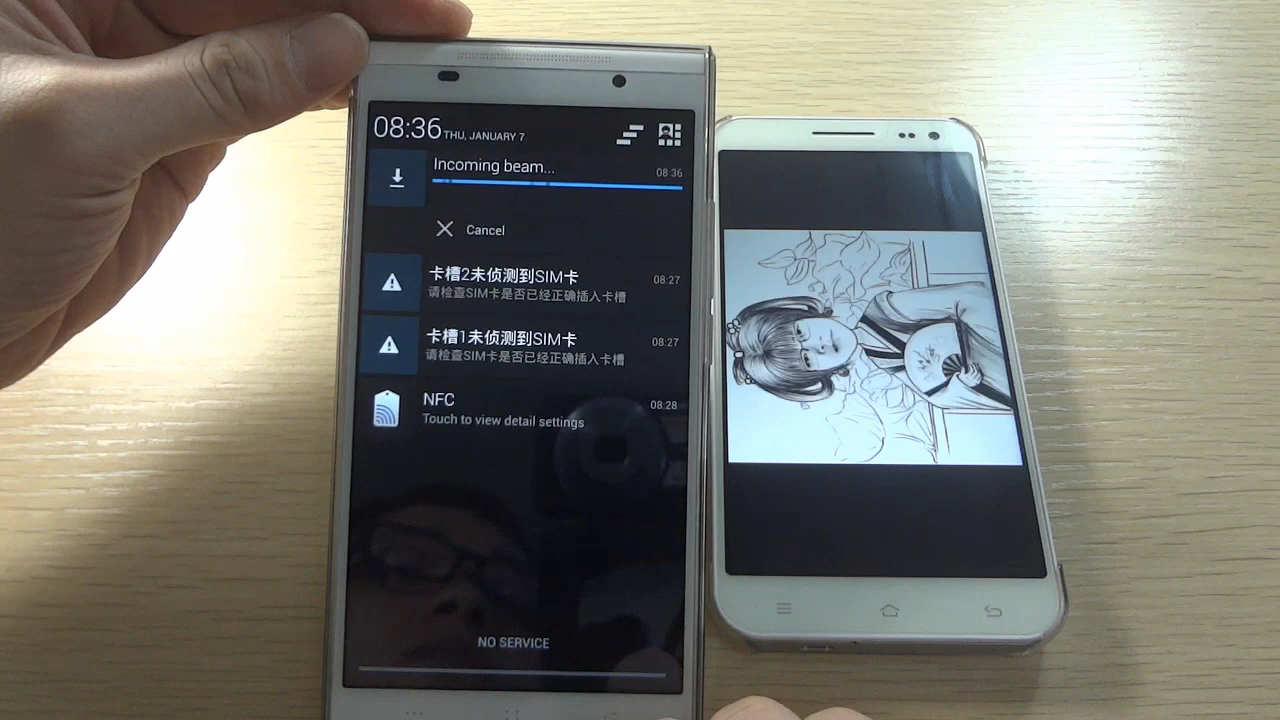 08:36 THU, JANUARY 7
Incoming beam... 08:36
Cancel
卡槽2未侦测到SIM卡 08:27
请检查SIM卡是否已经正确插入卡槽
卡槽1未侦测到SIM卡 08:27
请检查SIM卡是否已经正确插入卡槽
NFC 08:28
Touch to view detail settings
NO SERVICE